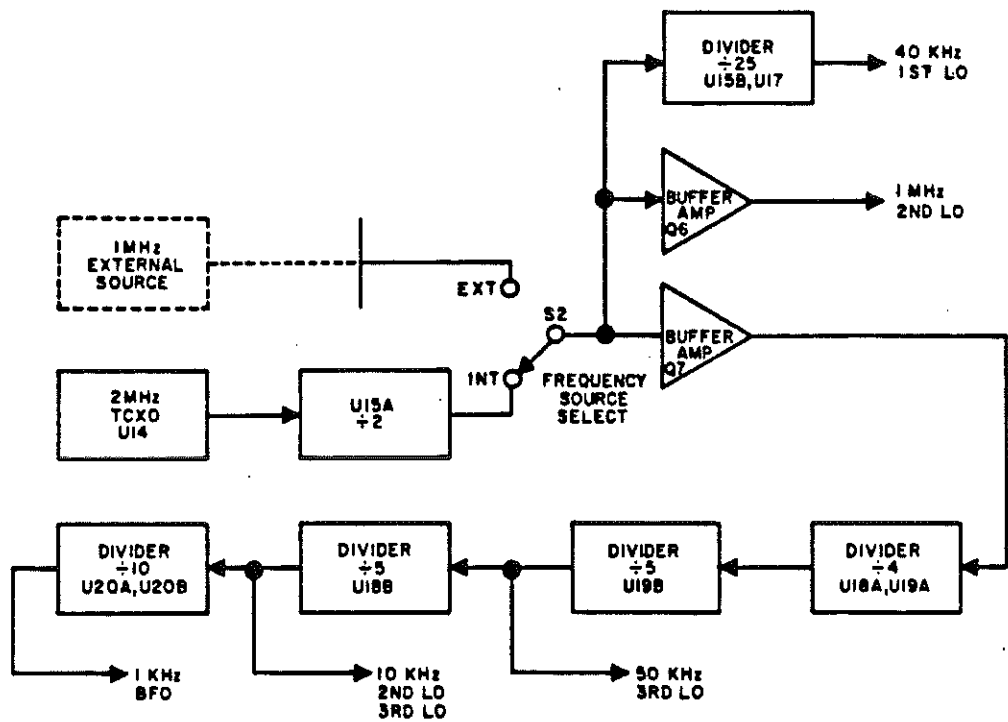 DIVIDER
÷25
U15B,U17
40 KHz
1ST LO
BUFFER
AMP
Q6
1 MHz
2ND LO
1MHz
EXTERNAL
SOURCE
EXT
S2
INT
FREQUENCY
SOURCE
SELECT
BUFFER
AMP
Q7
2MHz
TCXO
U14
U15A
÷2
DIVIDER
÷10
U20A,U20B
DIVIDER
÷5
U18B
DIVIDER
÷5
U19B
DIVIDER
÷4
U18A,U19A
1 KHz
BFO
10 KHz
2ND LO
3RD LO
50 KHz
3RD LO